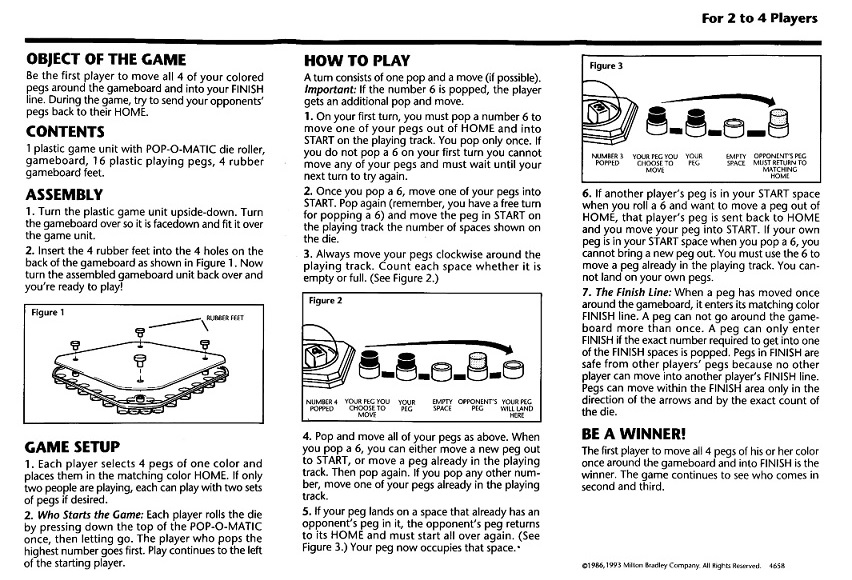 For 2 to 4 Players
OBJECT OF THE GAME
Be the first player to move all 4 of your colored
pegs around the gameboard and into your FINISH
line. During the game, try to send your opponents'
pegs back to their HOME.
CONTENTS
1 plastic game unit with POP-O-MATIC die roller,
gameboard, 16 plastic playing pegs, 4 rubber
gameboard feet.
ASSEMBLY
1. Turn the plastic game unit upside-down. Turn
the gameboard over so it is facedown and fit it over
the game unit.
2. Insert the 4 rubber feet into the 4 holes on the
back of the gameboard as shown in Figure 1. Now
turn the assembled gameboard unit back over and
you're ready to play!
Figure 1
RUBBER FEET
GAME SETUP
1. Each player selects 4 pegs of one color and
places them in the matching color HOME. If only
two people are playing, each can play with two sets
of pegs if desired.
2. Who Starts the Game: Each player rolls the die
by pressing down the top of the POP-O-MATIC
once, then letting go. The player who pops the
highest number goes first. Play continues to the left
of the starting player.
HOW TO PLAY
A turn consists of one pop and a move (if possible).
Important: If the number 6 is popped, the player
gets an additional pop and move.
1. On your first turn, you must pop a number 6 to
move one of your pegs out of HOME and into
START on the playing track. You pop only once. If
you do not pop a 6 on your first turn you cannot
move any of your pegs and must wait until your
next turn to try again.
2. Once you pop a 6, move one of your pegs into
START. Pop again (remember, you have a free turn
for popping a 6) and move the peg in START on
the playing track the number of spaces shown on
the die.
3. Always move your pegs clockwise around the
playing track. Count each space whether it is
empty or full. (See Figure 2.)
Figure 2
NUMBER 4 POPPED
YOUR PEG YOU CHOOSE TO MOVE
YOUR PEG
EMPTY SPACE
OPPONENT'S PEG
YOUR PEG WILL LAND HERE
4. Pop and move all of your pegs as above. When
you pop a 6, you can either move a new peg out
to START, or move a peg already in the playing
track. Then pop again. If you pop any other num-
ber, move one of your pegs already in the playing
track.
5. If your peg lands on a space that already has an
opponent's peg in it, the opponent's peg returns
to its HOME and must start all over again. (See
Figure 3.) Your peg now occupies that space.
Figure 3
NUMBER 3 POPPED
YOUR PEG YOU CHOOSE TO MOVE
YOUR PEG
EMPTY SPACE
OPPONENT'S PEG MUST RETURN TO MATCHING HOME
6. If another player's peg is in your START space
when you roll a 6 and want to move a peg out of
HOME, that player's peg is sent back to HOME
and you move your peg into START. If your own
peg is in your START space when you pop a 6, you
cannot bring a new peg out. You must use the 6 to
move a peg already in the playing track. You can-
not land on your own pegs.
7. The Finish Line: When a peg has moved once
around the gameboard, it enters its matching color
FINISH line. A peg can not go around the game-
board more than once. A peg can only enter
FINISH if the exact number required to get into one
of the FINISH spaces is popped. Pegs in FINISH are
safe from other players' pegs because no other
player can move into another player's FINISH line.
Pegs can move within the FINISH area only in the
direction of the arrows and by the exact count of
the die.
BE A WINNER!
The first player to move all 4 pegs of his or her color
once around the gameboard and into FINISH is the
winner. The game continues to see who comes in
second and third.
©1986,1993 Milton Bradley Company. All Rights Reserved. 4658